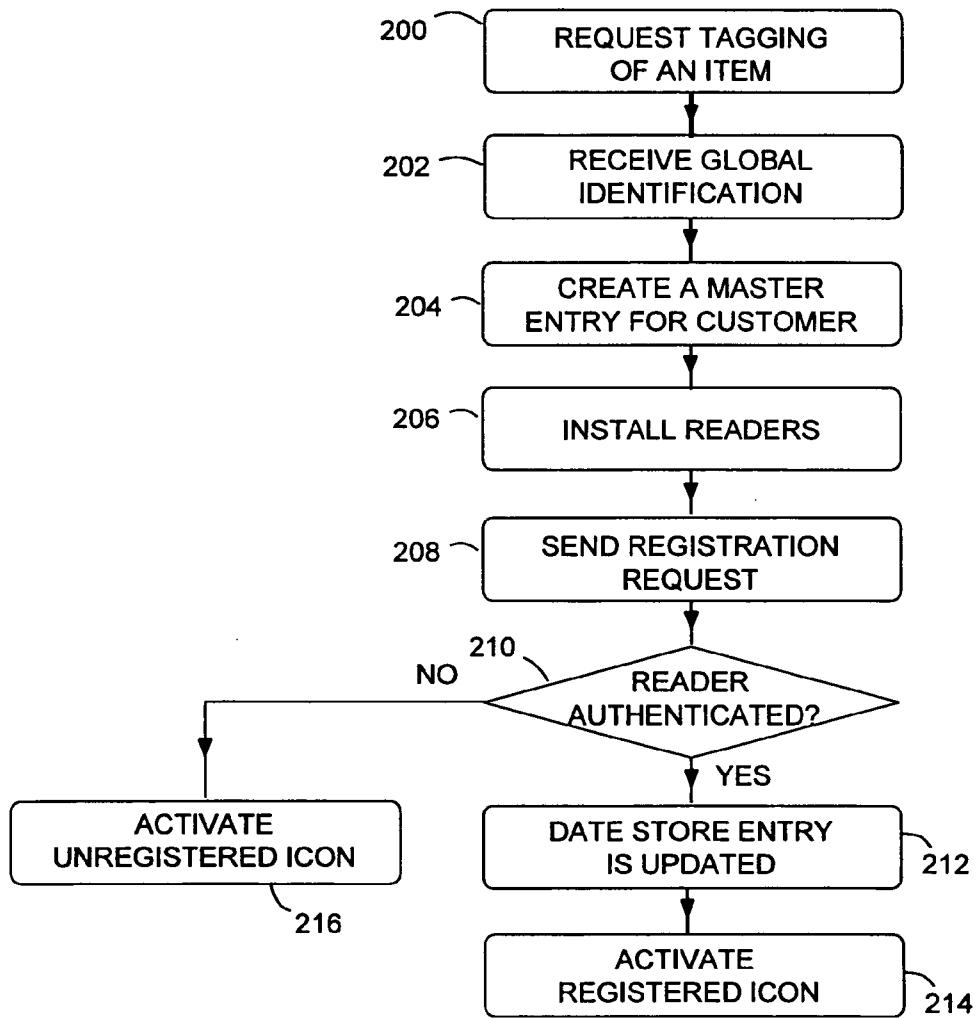 200
REQUEST TAGGING
OF AN ITEM
202
RECEIVE GLOBAL
IDENTIFICATION
204
CREATE A MASTER
ENTRY FOR CUSTOMER
206
INSTALL READERS
208
SEND REGISTRATION
REQUEST
210
NO
READER
AUTHENTICATED?
YES
ACTIVATE
UNREGISTERED ICON
216
DATE STORE ENTRY
IS UPDATED
212
ACTIVATE
REGISTERED ICON
214